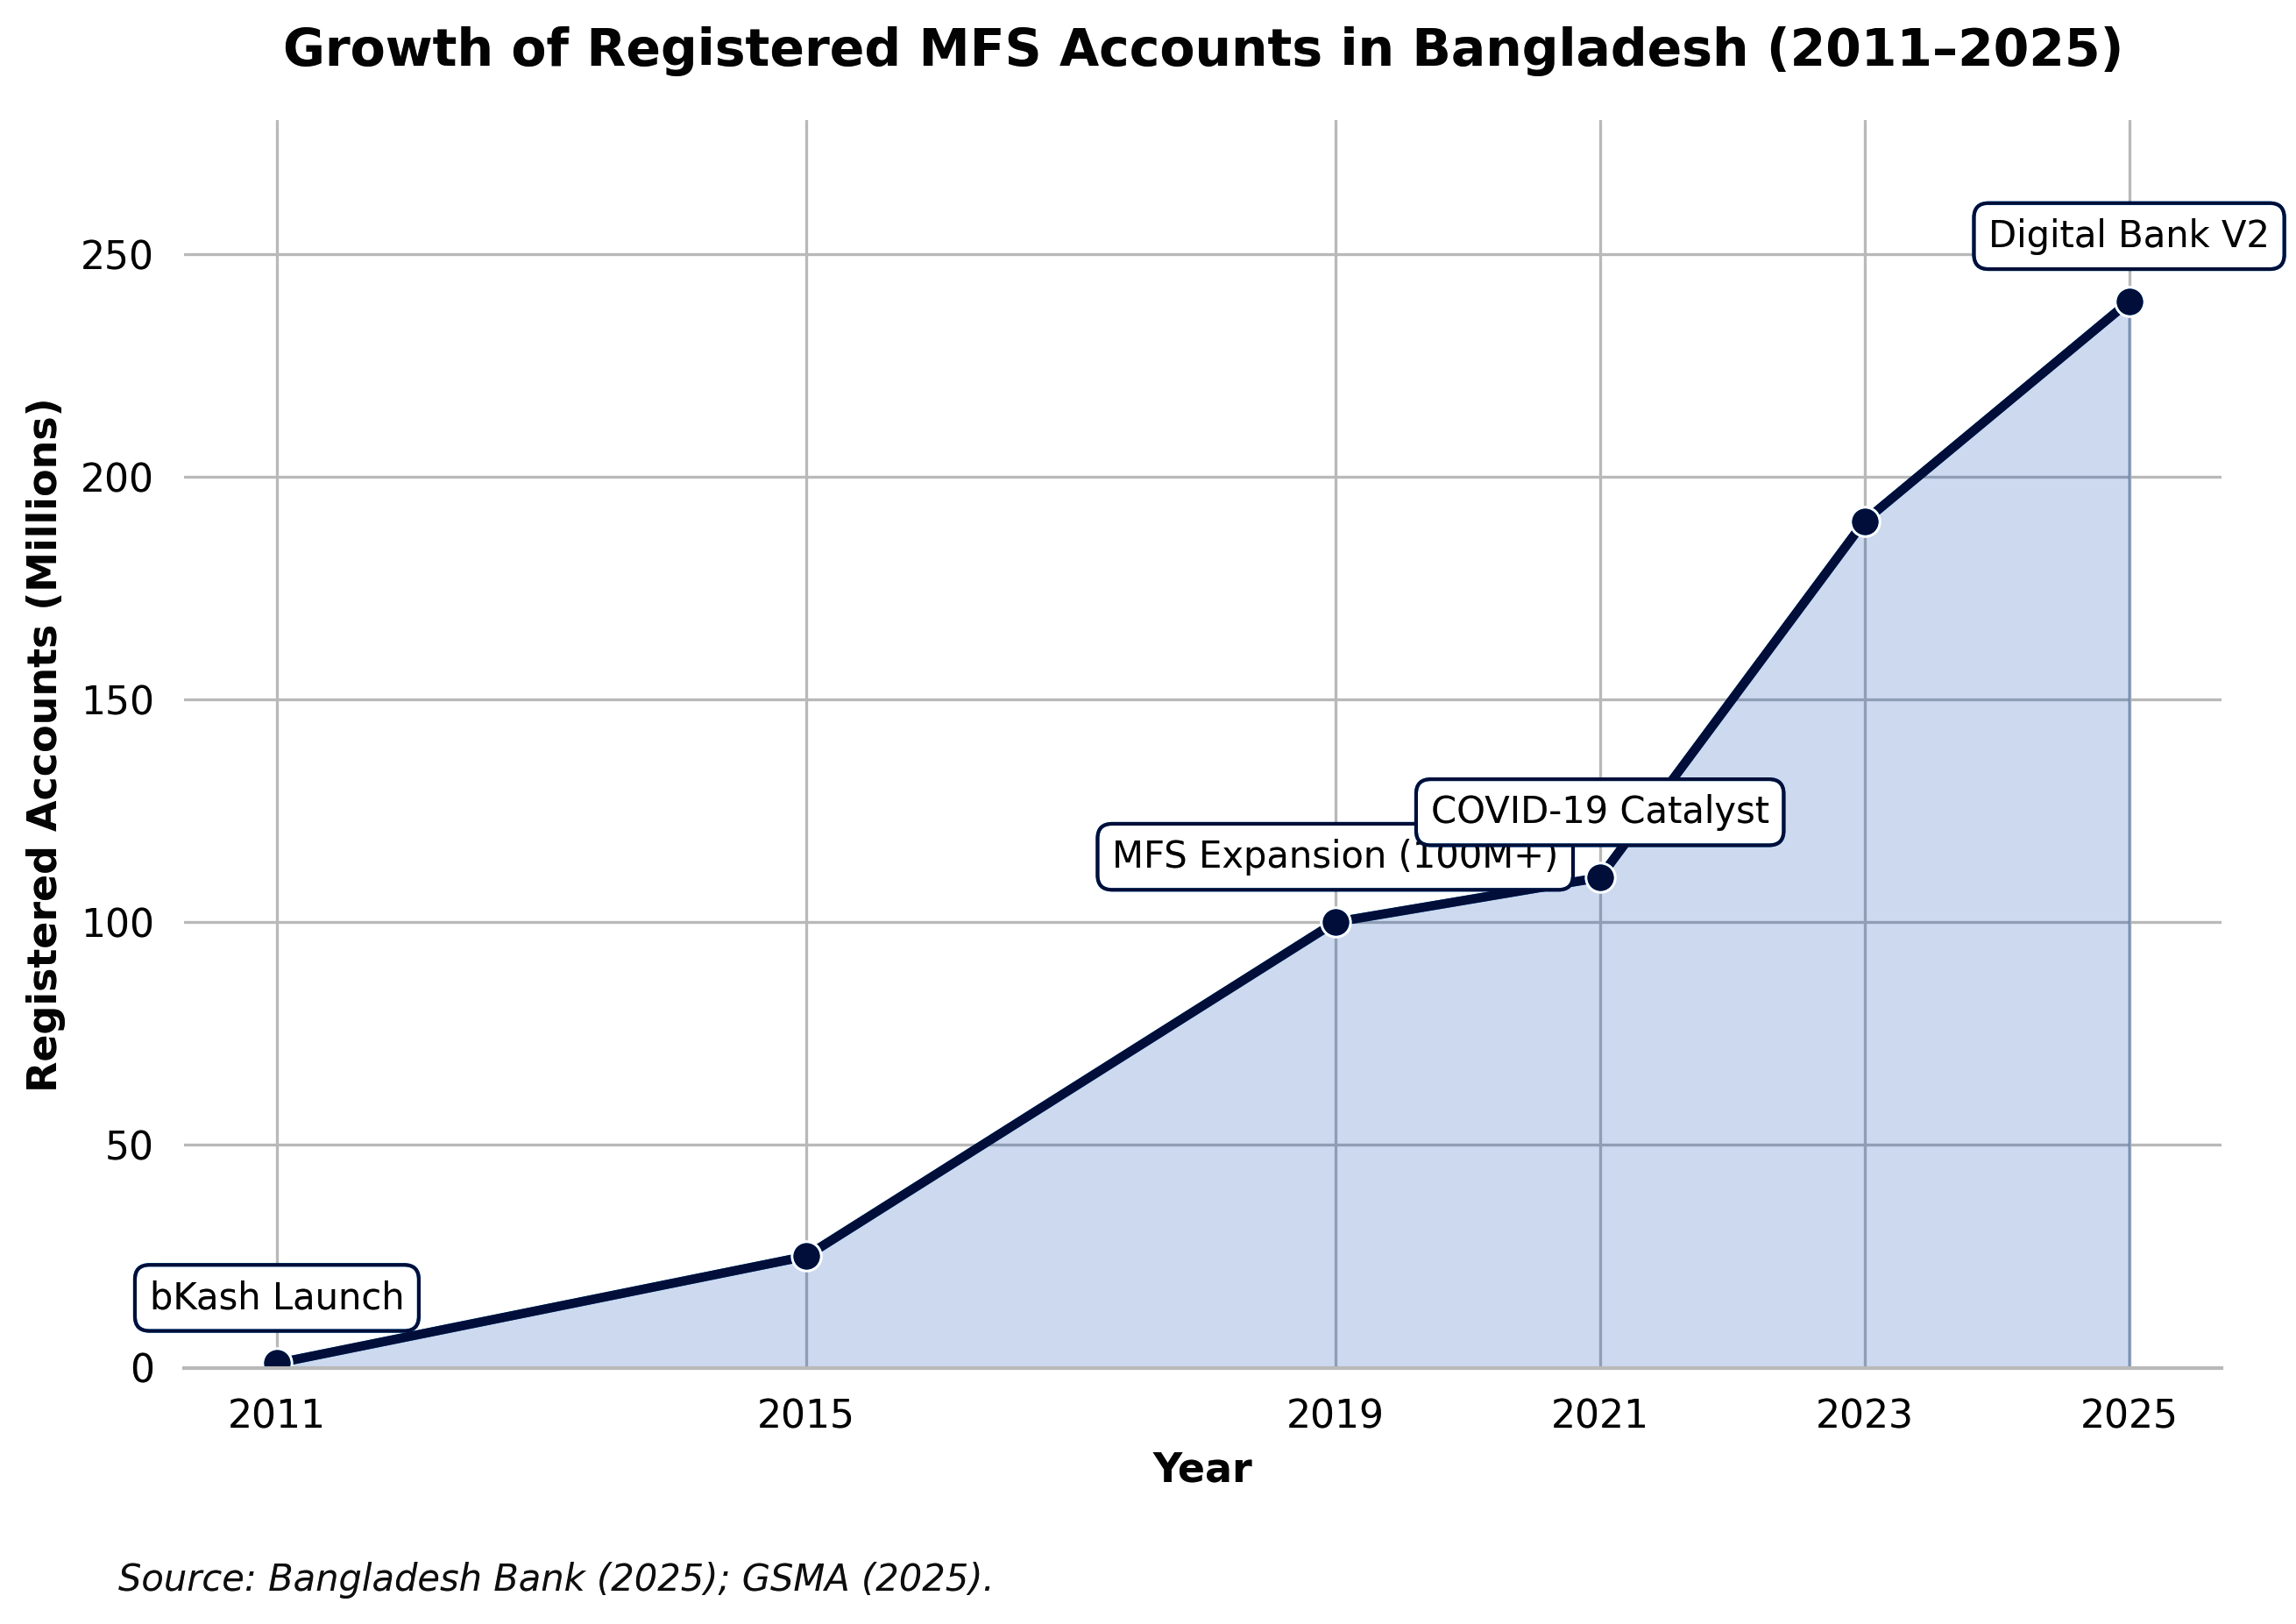 Growth of Registered MFS Accounts in Bangladesh (2011–2025)
Registered Accounts (Millions)
250
200
150
100
50
0
Digital Bank V2
COVID-19 Catalyst
MFS Expansion (100M+)
bKash Launch
2011 2015 2019 2021 2023 2025
Year
Source: Bangladesh Bank (2025); GSMA (2025).